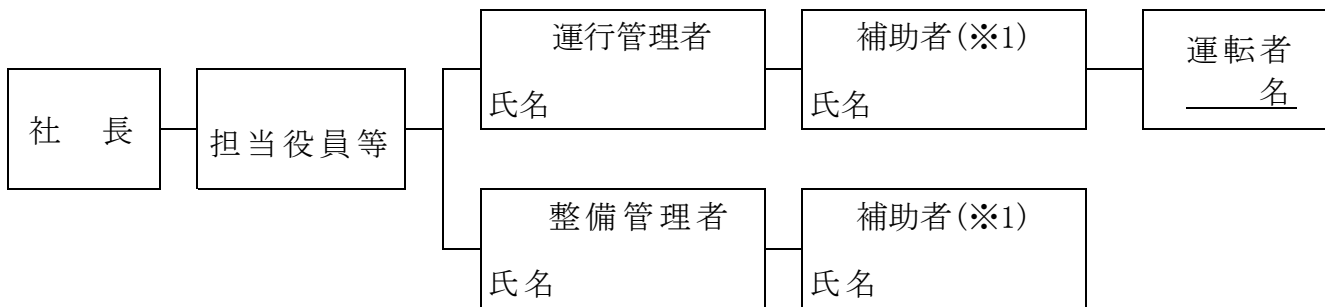 社 長
担当役員等
運行管理者
氏名
補助者(※1)
氏名
運転者
名
整備管理者
氏名
補助者(※1)
氏名